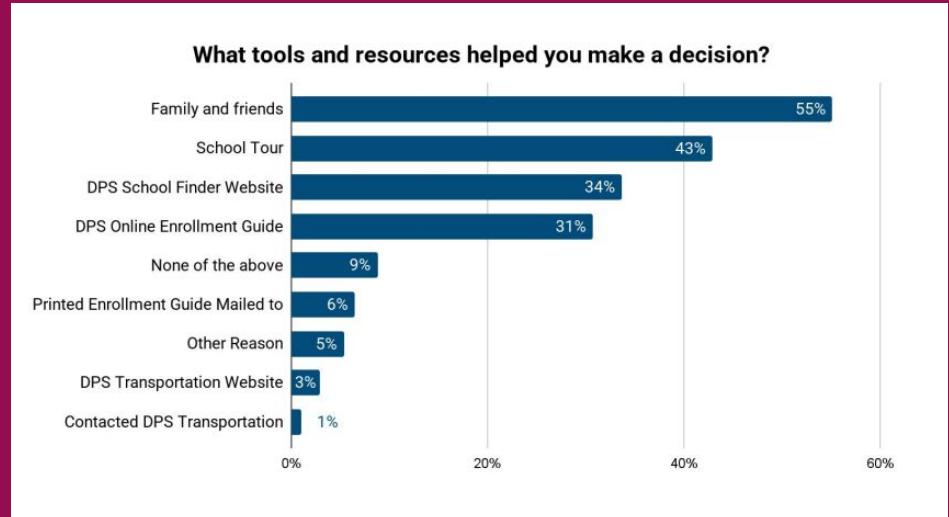 What tools and resources helped you make a decision?
Family and friends 55%
School Tour 43%
DPS School Finder Website 34%
DPS Online Enrollment Guide 31%
None of the above 9%
Printed Enrollment Guide Mailed to 6%
Other Reason 5%
DPS Transportation Website 3%
Contacted DPS Transportation 1%
0% 20% 40% 60%